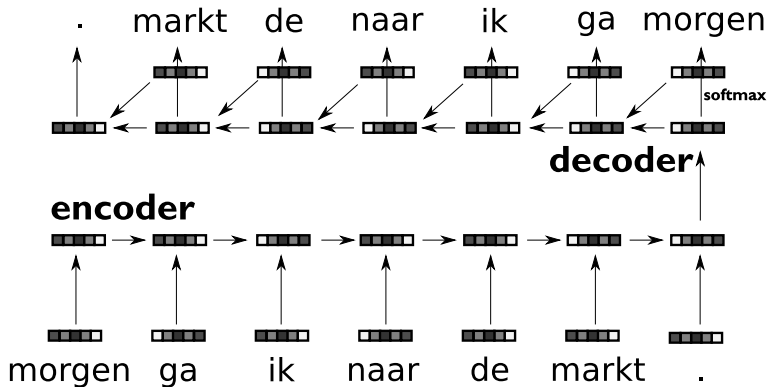 . markt de naar ik ga morgen
softmax
decoder
encoder
morgen ga ik naar de markt .